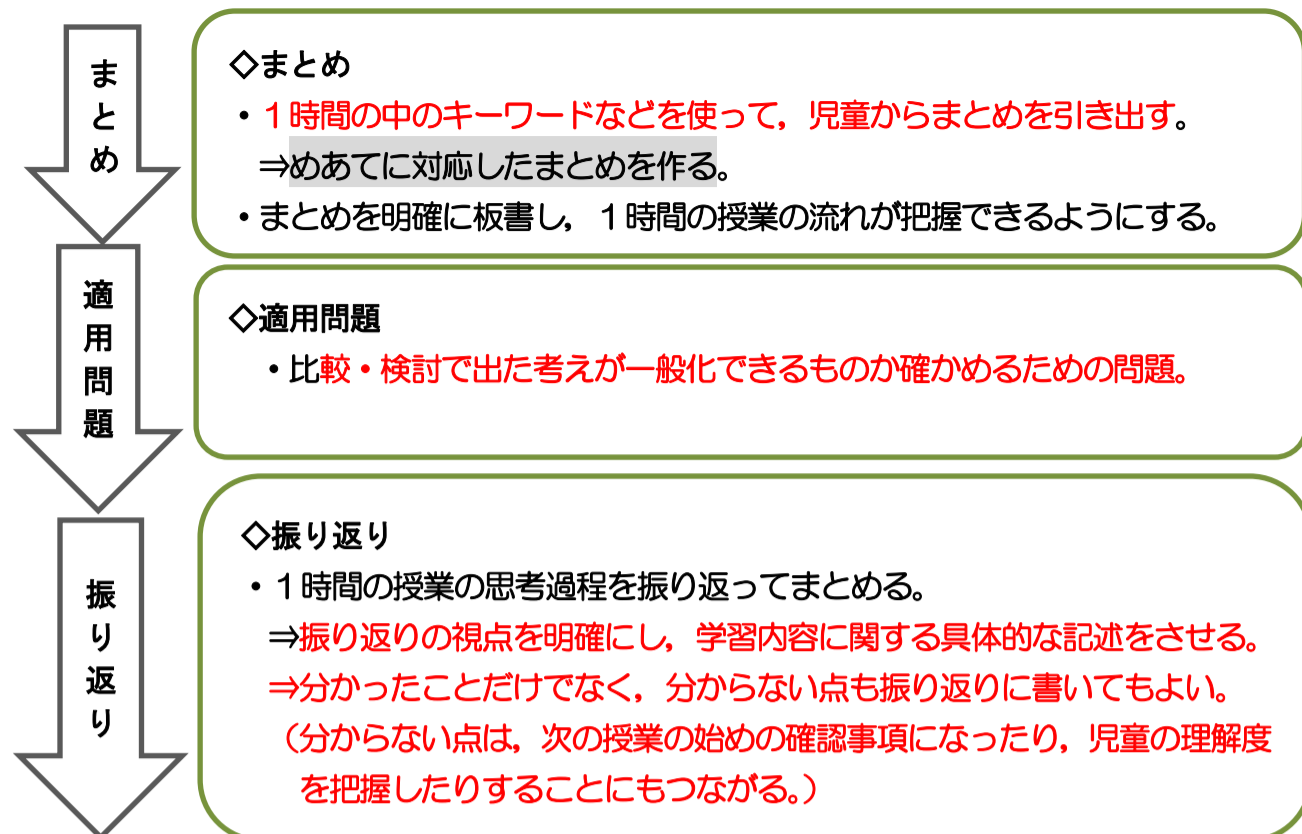 まとめ
◇まとめ
・１時間の中のキーワードなどを使って，児童からまとめを引き出す。
⇒めあてに対応したまとめを作る。
・まとめを明確に板書し，１時間の授業の流れが把握できるようにする。
適用問題
◇適用問題
・比較・検討で出た考えが一般化できるものか確かめるための問題。
振り返り
◇振り返り
・１時間の授業の思考過程を振り返ってまとめる。
⇒振り返りの視点を明確にし，学習内容に関する具体的な記述をさせる。
⇒分かったことだけでなく，分からない点も振り返りに書いてもよい。
（分からない点は，次の授業の始めの確認事項になったり，児童の理解度
を把握したりすることにもつながる。）